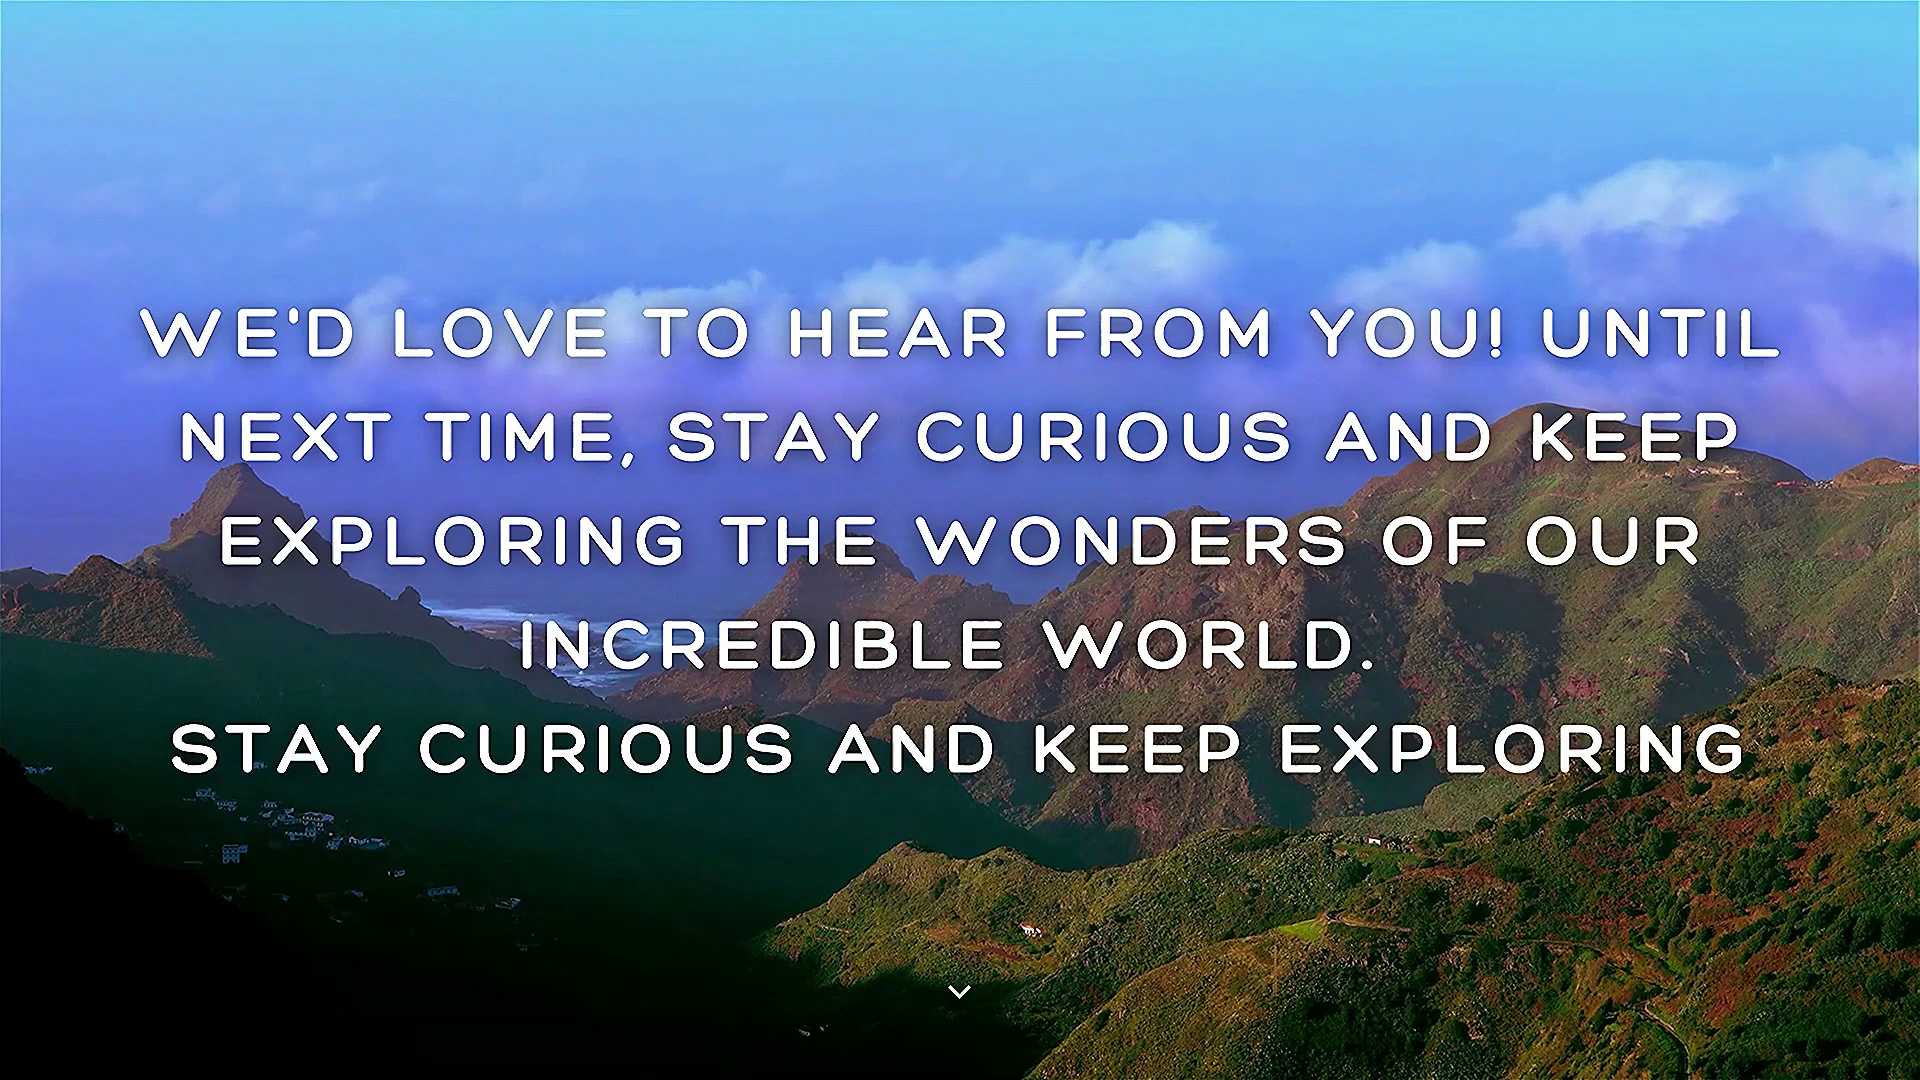 WE'D LOVE TO HEAR FROM YOU! UNTIL
NEXT TIME, STAY CURIOUS AND KEEP
EXPLORING THE WONDERS OF OUR
INCREDIBLE WORLD.
STAY CURIOUS AND KEEP EXPLORING